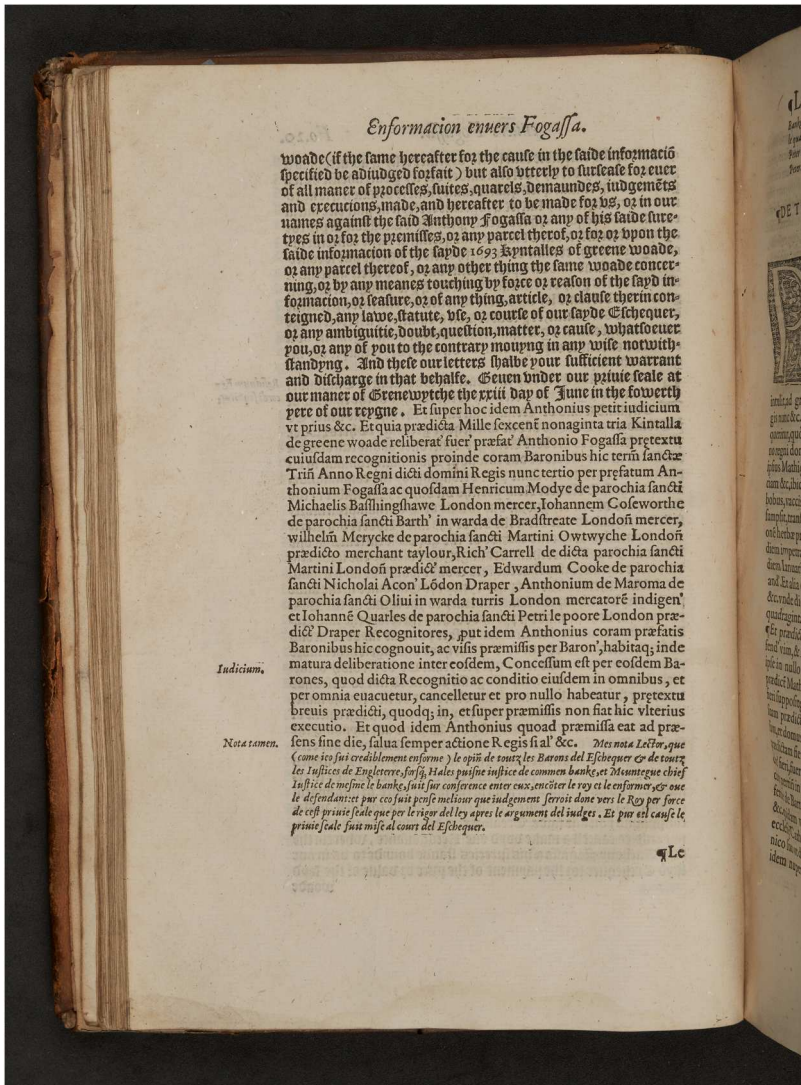 Enformacion enuers Fogassa.
woade (if the same hereafter for the cause in the saide informaciō
specified be adiudged forfait) but also vtterly to sursease for euer
of all maner of processes, suites, quarels, demaundes, iudgemēts
and execucions, made, and hereafter to be made for vs, or in our
names against the said Anthony Fogassa or any of his saide sure-
tyes in or for the premisses, or any parcel therof, or for or vpon the
saide informacion of the sayde 1693 Kyntalles of greene woade,
or any parcel thereof, or any other thing the same woade concer-
ning, or by any meanes touching by force or reason of the sayd in-
formacion, or seasure, or of any thing, article, or clause therin con-
teigned, any lawe, statute, vse, or course of our sayde Eschequer,
or any ambiguitie, doubt, question, matter, or cause, whatsoeuer
you, or any of you to the contrary mouyng in any wise notwith-
standyng. And these our letters shalbe your sufficient warrant
and discharge in that behalfe. Geuen vnder our priuie seale at
our maner of Grenewytche the xxiii day of June in the fowerth
yere of our reygne. Et super hoc idem Anthonius petit iudicium
vt prius &c. Et quia prædicta Mille sexcent̃ nonaginta tria Kintalla
de greene woade reliberat̃ fuer̃ præfat̃ Anthonio Fogassa prętextu
cuiusdam recognitionis proinde coram Baronibus hic term̃ sanctæ
Triñ Anno Regni dicti domini Regis nunc tertio per pręfatum An-
thonium Fogassa ac quosdam Henricum Modye de parochia sancti
Michaelis Basshingshawe London mercer, Iohannem Coseworthe
de parochia sancti Barth' in warda de Bradstreate Londoñ mercer,
wilhelm̃ Merycke de parochia sancti Martini Owtwyche Londoñ
prædicto merchant taylour, Rich' Carrell de dicta parochia sancti
Martini Londoñ prædict̃ mercer, Edwardum Cooke de parochia
sancti Nicholai Acon' Lōdon Draper, Anthonium de Maroma de
parochia sancti Oliui in warda turris London mercatorē indigen'
et Iohannē Quarles de parochia sancti Petri le poore London præ-
dict' Draper Recognitores, ꝓut idem Anthonius coram præfatis
Baronibus hic cognouit, ac visis præmissis per Baron', habitaq; inde
matura deliberatione inter eosdem, Concessum est per eosdem Ba-
Iudicium.
rones, quod dicta Recognitio ac conditio eiusdem in omnibus, et
per omnia euacuetur, cancelletur et pro nullo habeatur, prętextu
breuis prædicti, quodq; in, et super præmissis non fiat hic vlterius
executio. Et quod idem Anthonius quoad præmissa eat ad præ-
Nota tamen.
sens sine die, salua semper actione Regis si al' &c. Mes nota Lector, que
(come ieo fui crediblement enforme) le opiñ de toutz les Barons del Eschequer & de toutz
les Iustices de Engleterre, forsq; Hales puisne iustice de commen banke, et Muntegue chief
Iustice de mesme le banke, fuit sur conference enter eux, encōter le roy et le enformer, & oue
le defendant: et pur ceo fuit pense meliour que iudgement serroit done vers le Roy per force
de cest priuie seale que per le rigor del ley apres le argument del iudges. Et pur tel cause le
priuie seale fuit mise al court del Eschequer.
¶Le